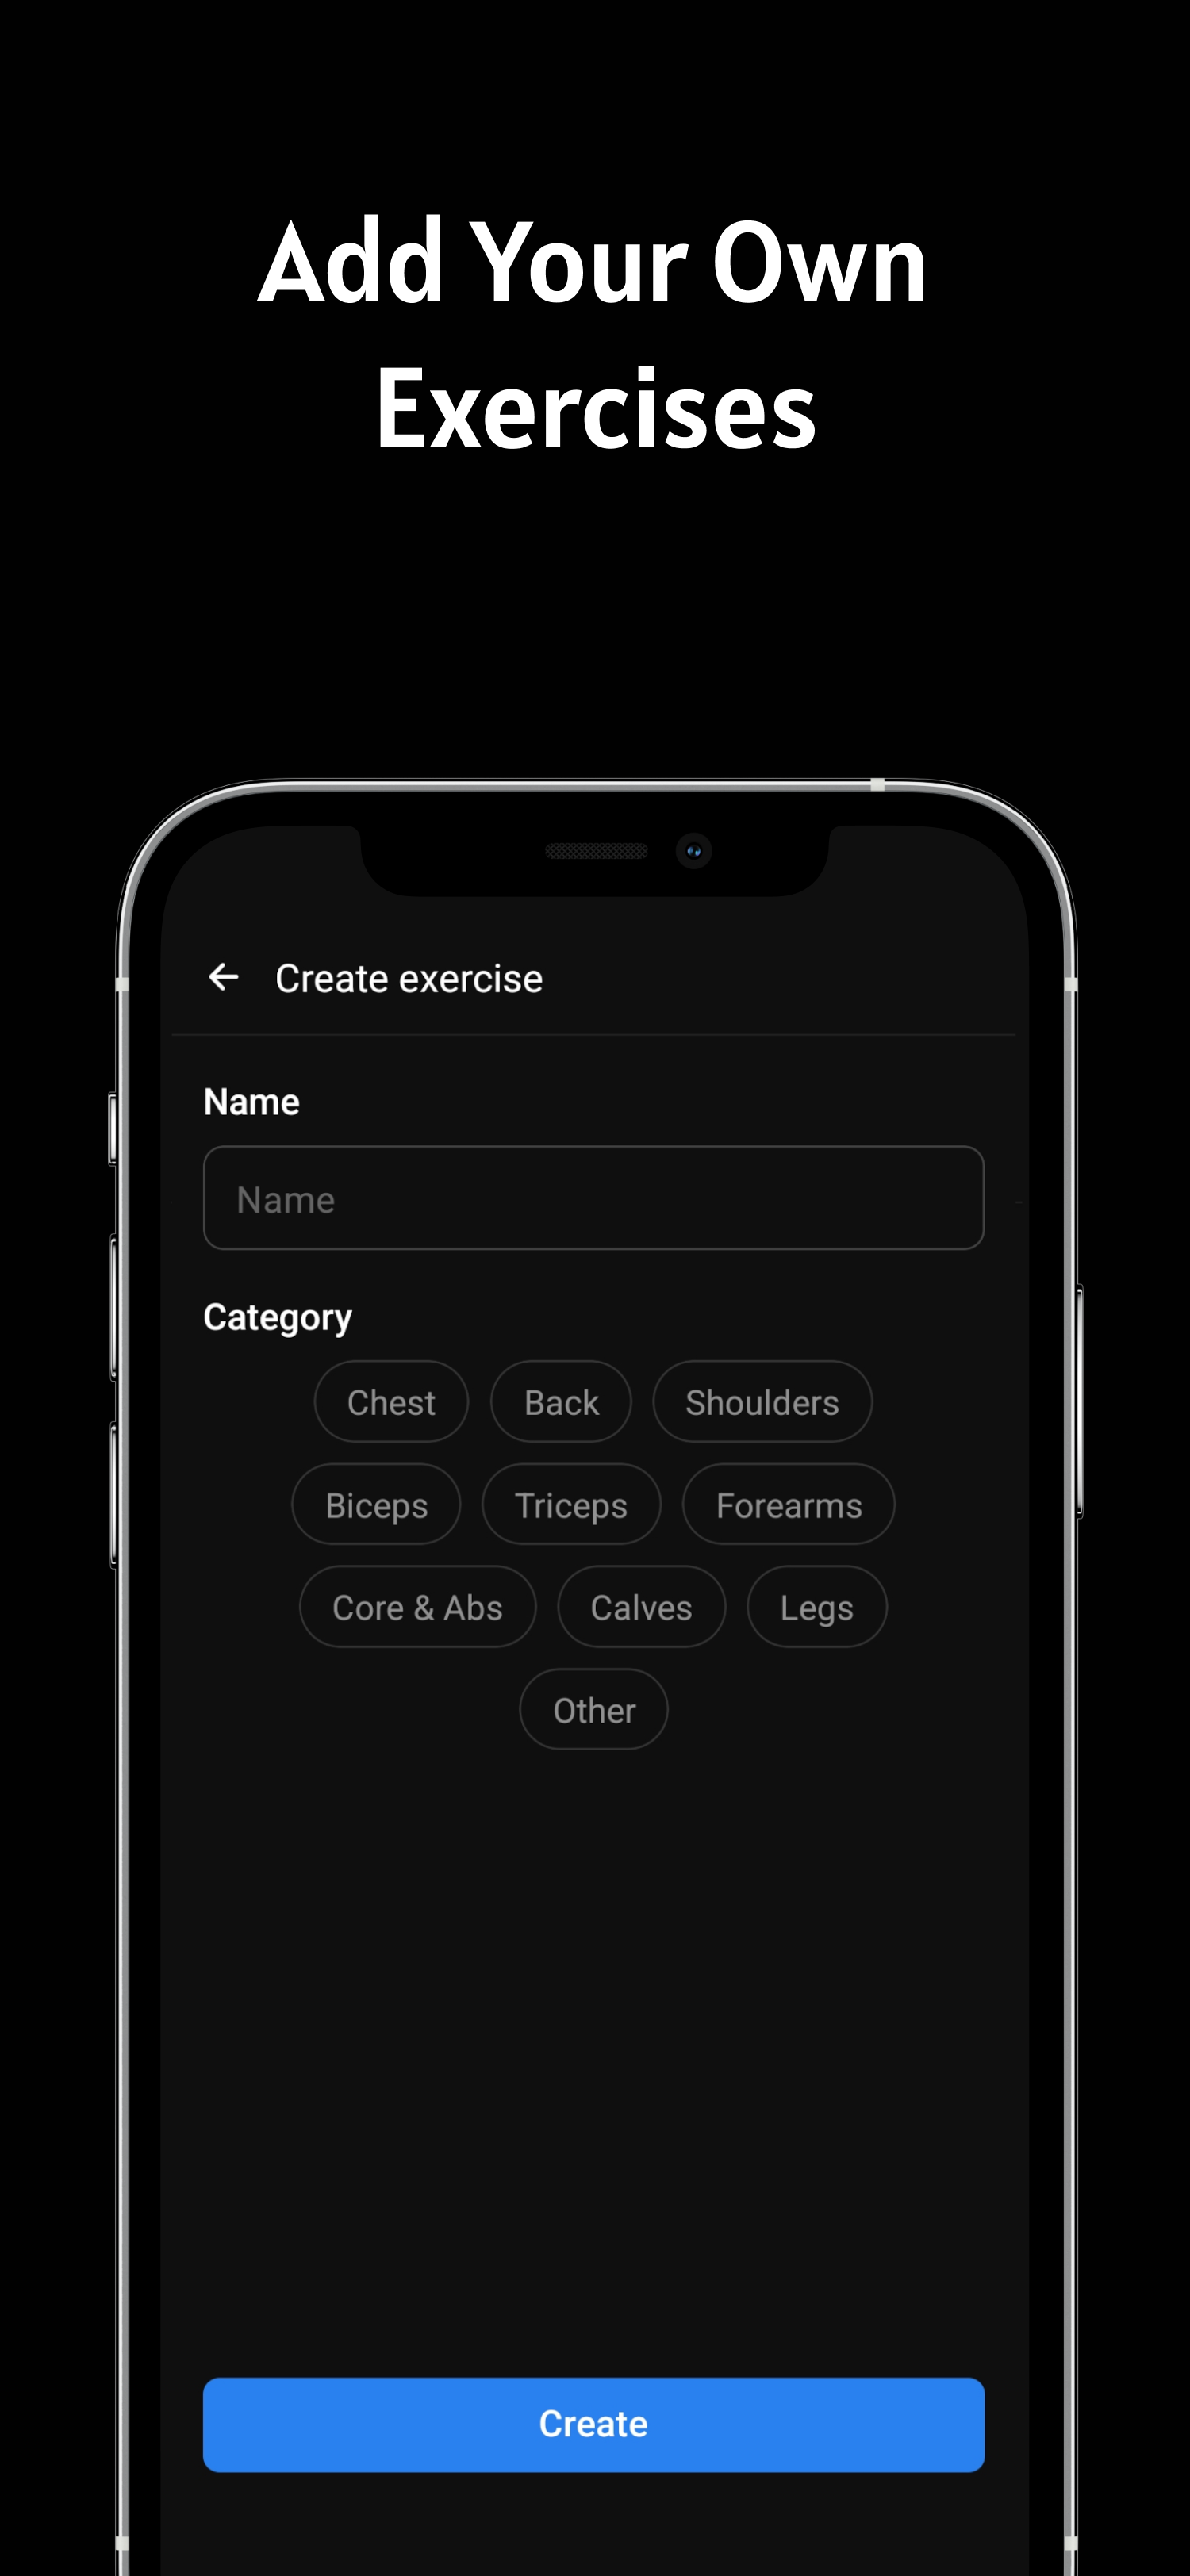 Add Your Own
Exercises
Create exercise
Name
Name
Category
Chest Back Shoulders
Biceps Triceps Forearms
Core & Abs Calves Legs
Other
Create